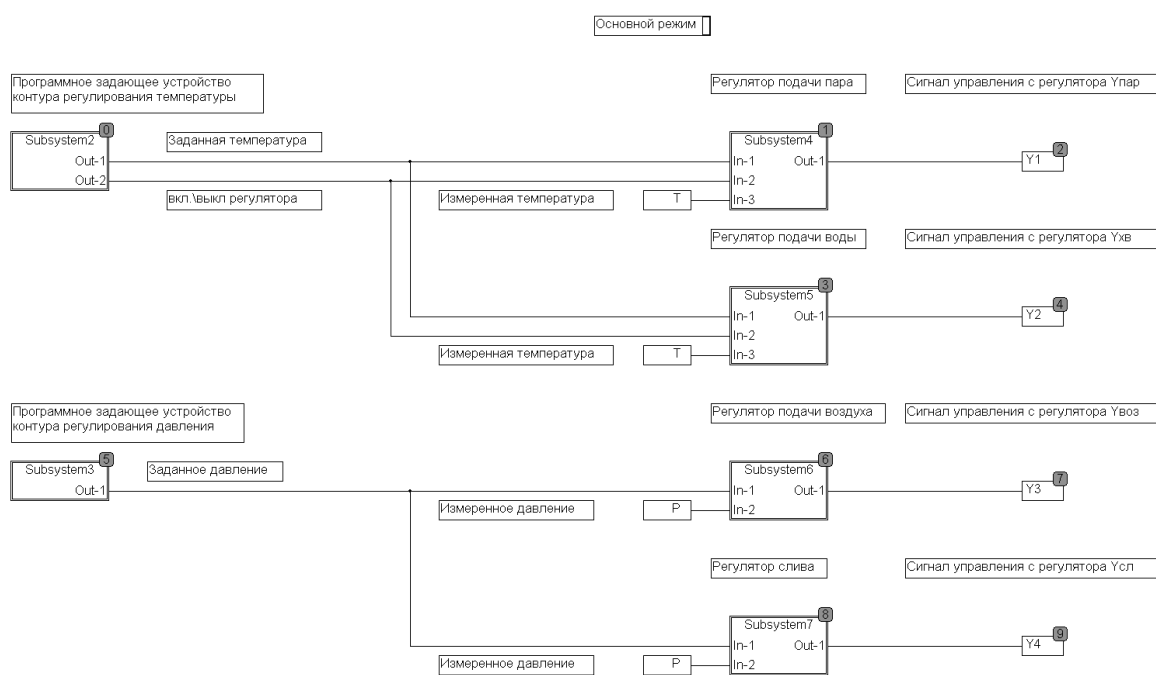 Основной режим
Программное задающее устройство
контура регулирования температуры
Регулятор подачи пара
Сигнал управления с регулятора Yпар
0
Subsystem2
Out-1
Out-2
Заданная температура
вкл.\выкл регулятора
Измеренная температура
T
1
Subsystem4
In-1 Out-1
In-2
In-3
2
Y1
Регулятор подачи воды
Сигнал управления с регулятора Yхв
3
Subsystem5
In-1 Out-1
In-2
In-3
Измеренная температура
T
4
Y2
Программное задающее устройство
контура регулирования давления
Регулятор подачи воздуха
Сигнал управления с регулятора Yвоз
5
Subsystem3
Out-1
Заданное давление
Измеренное давление
P
6
Subsystem6
In-1 Out-1
In-2
7
Y3
Регулятор слива
Сигнал управления с регулятора Yсл
8
Subsystem7
In-1 Out-1
In-2
Измеренное давление
P
9
Y4